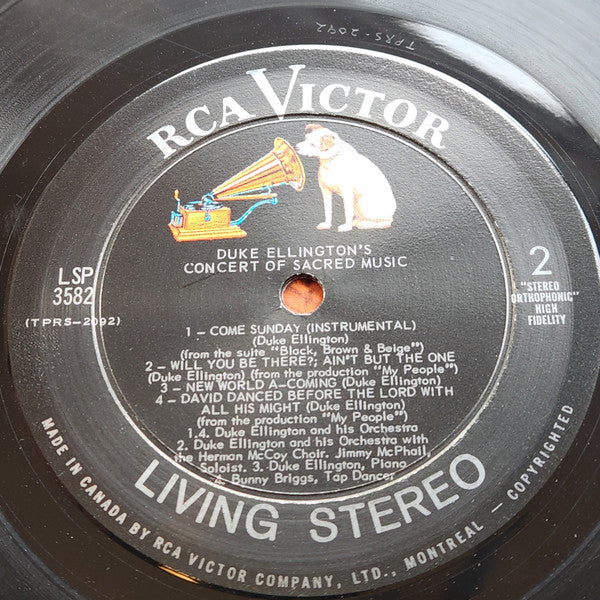 TPRS-2092
RCA VICTOR
DUKE ELLINGTON'S
CONCERT OF SACRED MUSIC
LSP
3582
(TPRS-2092)
2
"STEREO
ORTHOPHONIC"
HIGH
FIDELITY
1 – COME SUNDAY (INSTRUMENTAL)
(Duke Ellington)
(from the suite "Black, Brown & Beige")
2 – WILL YOU BE THERE?; AIN'T BUT THE ONE
(Duke Ellington) (from the production "My People")
3 – NEW WORLD A-COMING (Duke Ellington)
4 – DAVID DANCED BEFORE THE LORD WITH
ALL HIS MIGHT (Duke Ellington)
(from the production "My People")
1.4. Duke Ellington and his Orchestra
2. Duke Ellington and his Orchestra with
the Herman McCoy Choir. Jimmy McPhail,
Soloist. 3. Duke Ellington, Piano
4. Bunny Briggs, Tap Dancer
LIVING STEREO
MADE IN CANADA BY RCA VICTOR COMPANY, LTD., MONTREAL – COPYRIGHTED